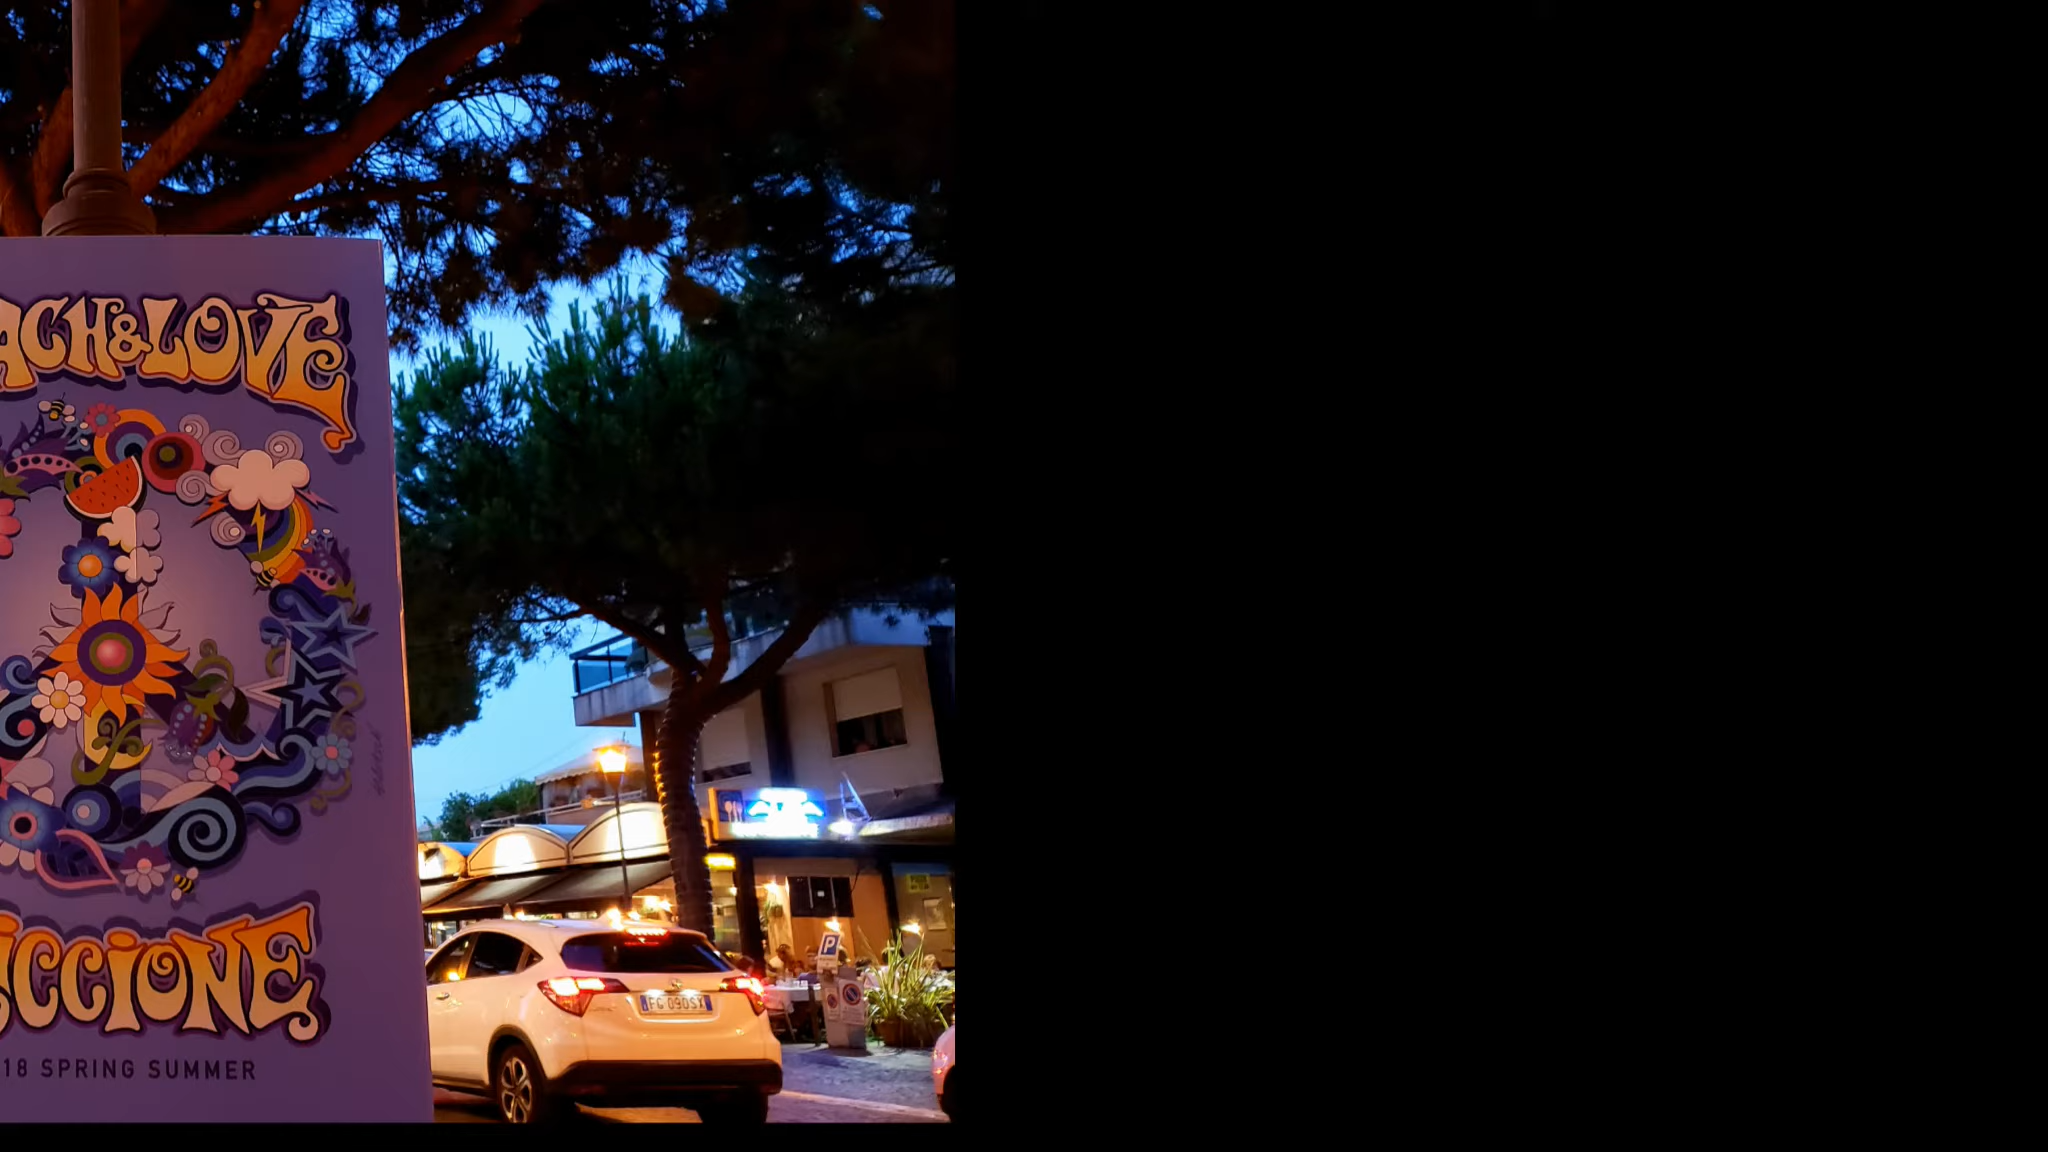 ACH&LOVE
ICCIONE
18 SPRING SUMMER
P
FG 090SX